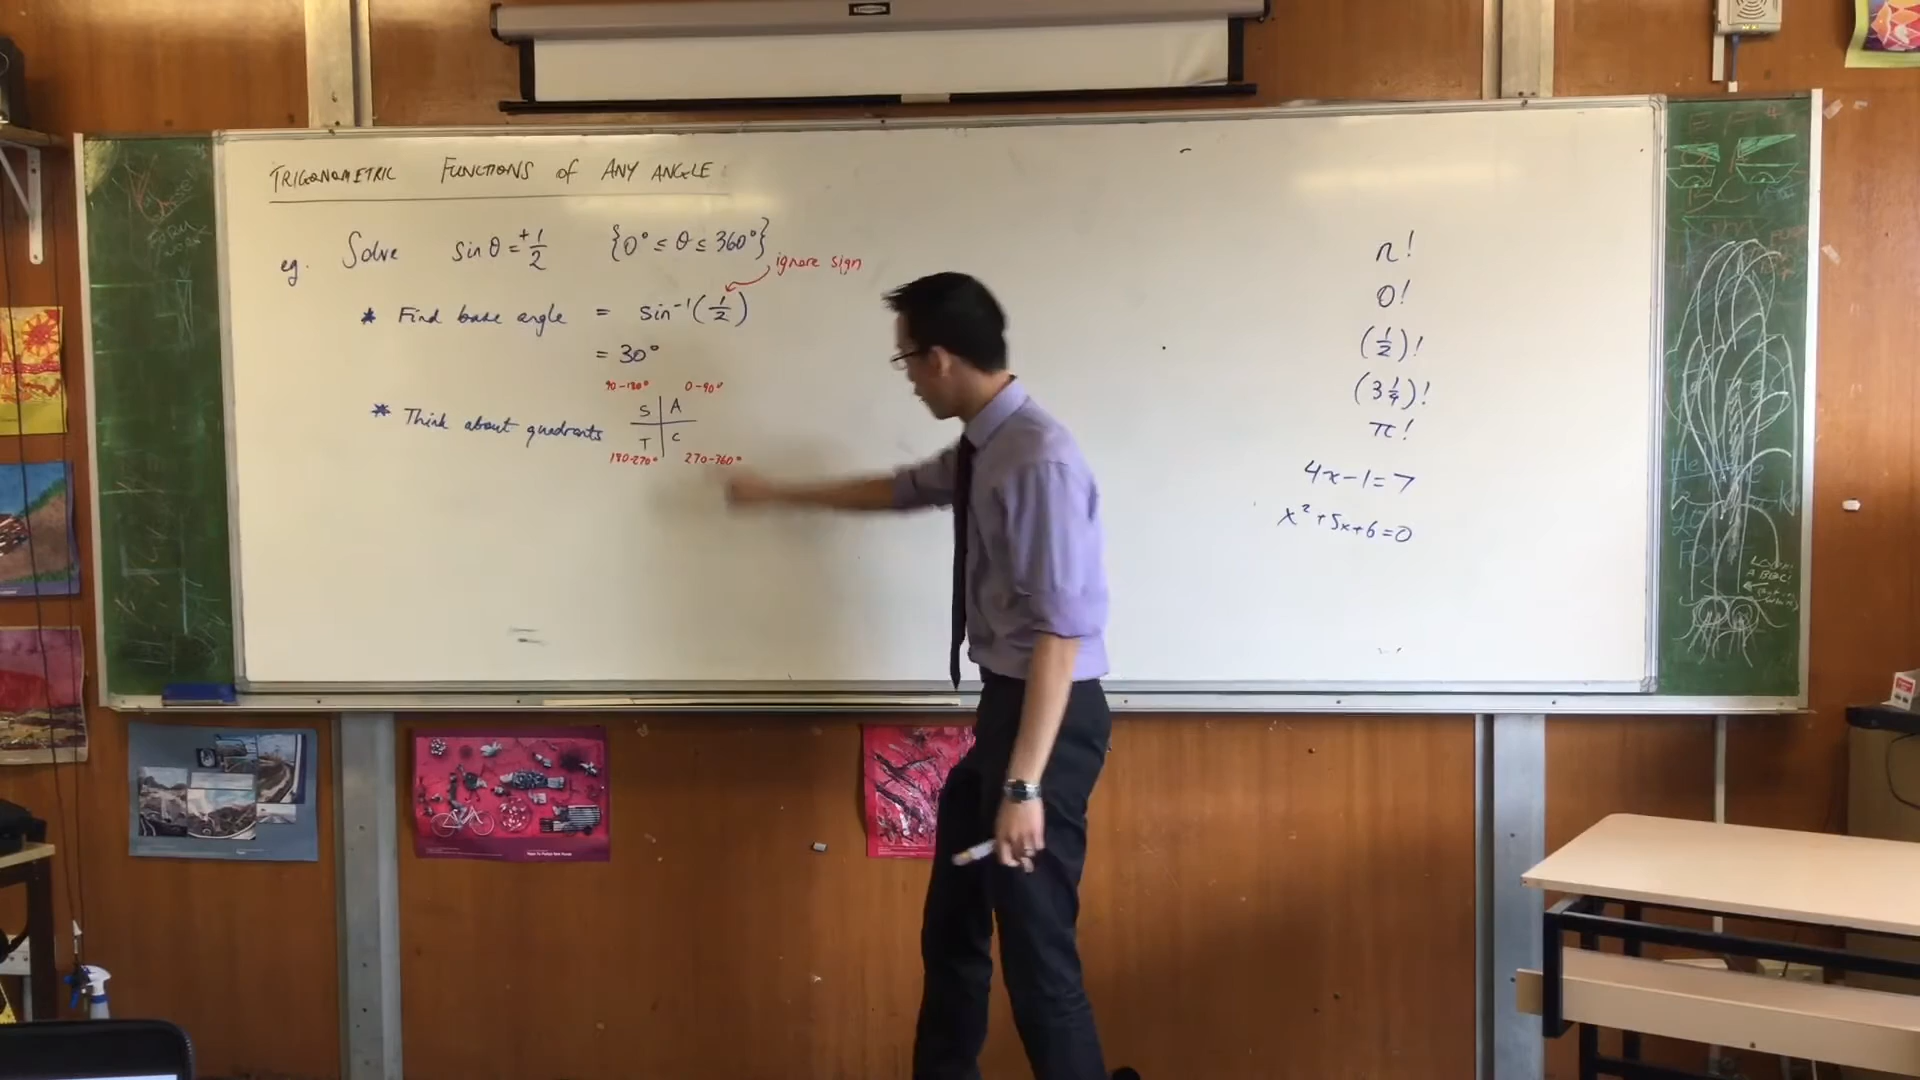 TRIGONOMETRIC FUNCTIONS of ANY ANGLE
eg. Solve sin θ = +1/2 {0° ≤ θ ≤ 360°}
ignore sign
* Find base angle = sin⁻¹(1/2)
= 30°
90-180° 0-90°
S A
* Think about quadrants
T C
180-270° 270-360°
n!
0!
(1/2)!
(3 1/4)!
π!
4x-1=7
x²+5x+6=0